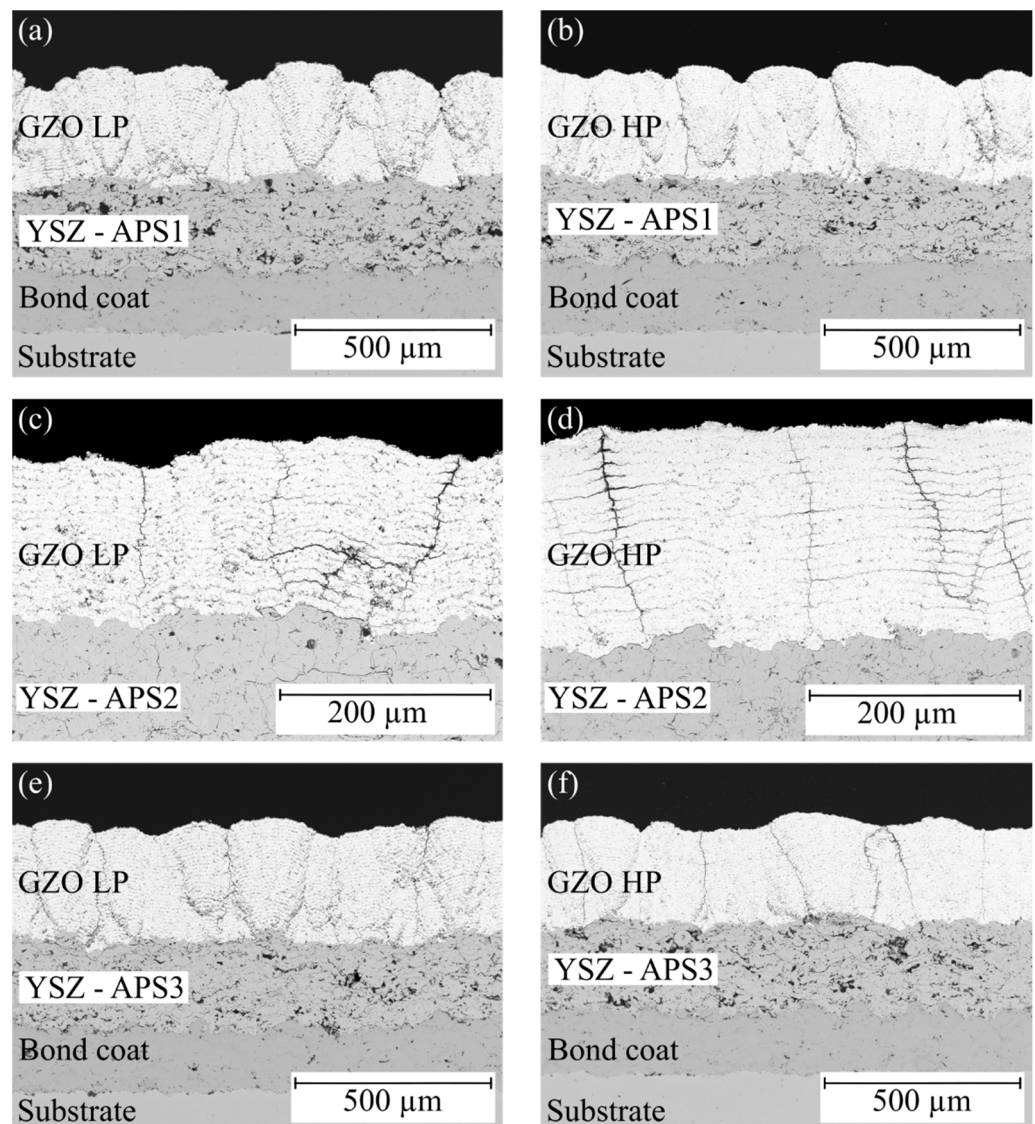 (a)
GZO LP
YSZ - APS1
Bond coat
500 µm
Substrate
(b)
GZO HP
YSZ - APS1
Bond coat
500 µm
Substrate
(c)
GZO LP
YSZ - APS2
200 µm
(d)
GZO HP
YSZ - APS2
200 µm
(e)
GZO LP
YSZ - APS3
Bond coat
500 µm
Substrate
(f)
GZO HP
YSZ - APS3
Bond coat
500 µm
Substrate